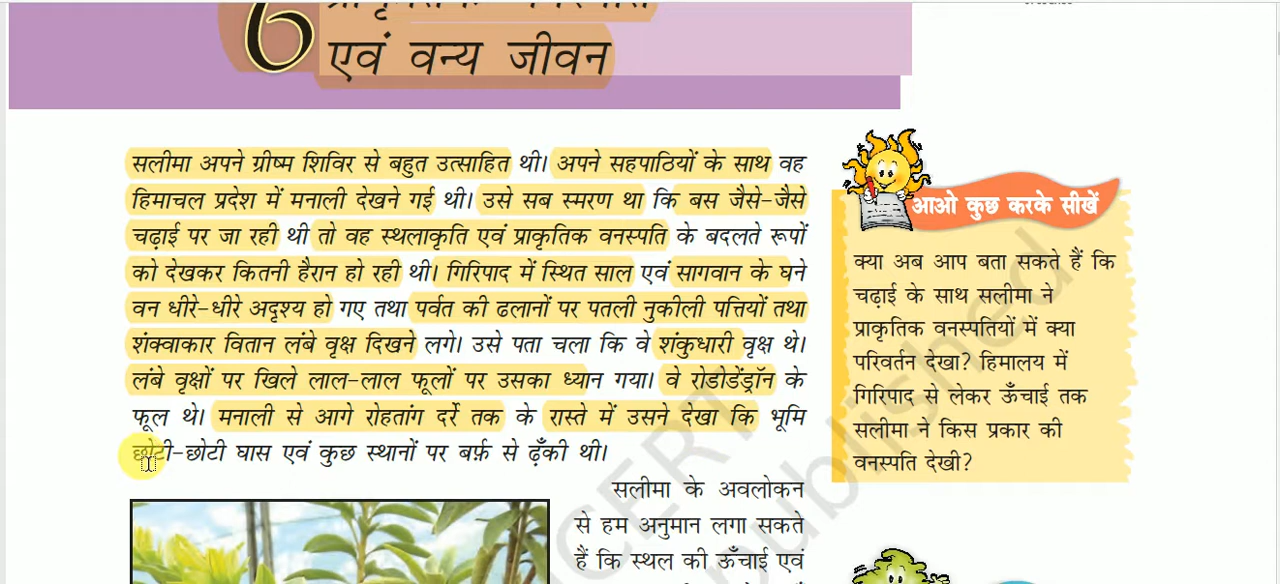 6
एवं वन्य जीवन
सलीमा अपने ग्रीष्म शिविर से बहुत उत्साहित थी। अपने सहपाठियों के साथ वह
हिमाचल प्रदेश में मनाली देखने गई थी। उसे सब स्मरण था कि बस जैसे-जैसे
चढ़ाई पर जा रही थी तो वह स्थलाकृति एवं प्राकृतिक वनस्पति के बदलते रूपों
को देखकर कितनी हैरान हो रही थी। गिरिपाद में स्थित साल एवं सागवान के घने
वन धीरे-धीरे अदृश्य हो गए तथा पर्वत की ढलानों पर पतली नुकीली पत्तियों तथा
शंक्वाकार वितान लंबे वृक्ष दिखने लगे। उसे पता चला कि वे शंकुधारी वृक्ष थे।
लंबे वृक्षों पर खिले लाल-लाल फूलों पर उसका ध्यान गया। वे रोडोडेंड्रॉन के
फूल थे। मनाली से आगे रोहतांग दर्रे तक के रास्ते में उसने देखा कि भूमि
छोटी-छोटी घास एवं कुछ स्थानों पर बर्फ़ से ढ़ँकी थी।
सलीमा के अवलोकन
से हम अनुमान लगा सकते
हैं कि स्थल की ऊँचाई एवं
आओ कुछ करके सीखें
क्या अब आप बता सकते हैं कि
चढ़ाई के साथ सलीमा ने
प्राकृतिक वनस्पतियों में क्या
परिवर्तन देखा? हिमालय में
गिरिपाद से लेकर ऊँचाई तक
सलीमा ने किस प्रकार की
वनस्पति देखी?
NCERT
published